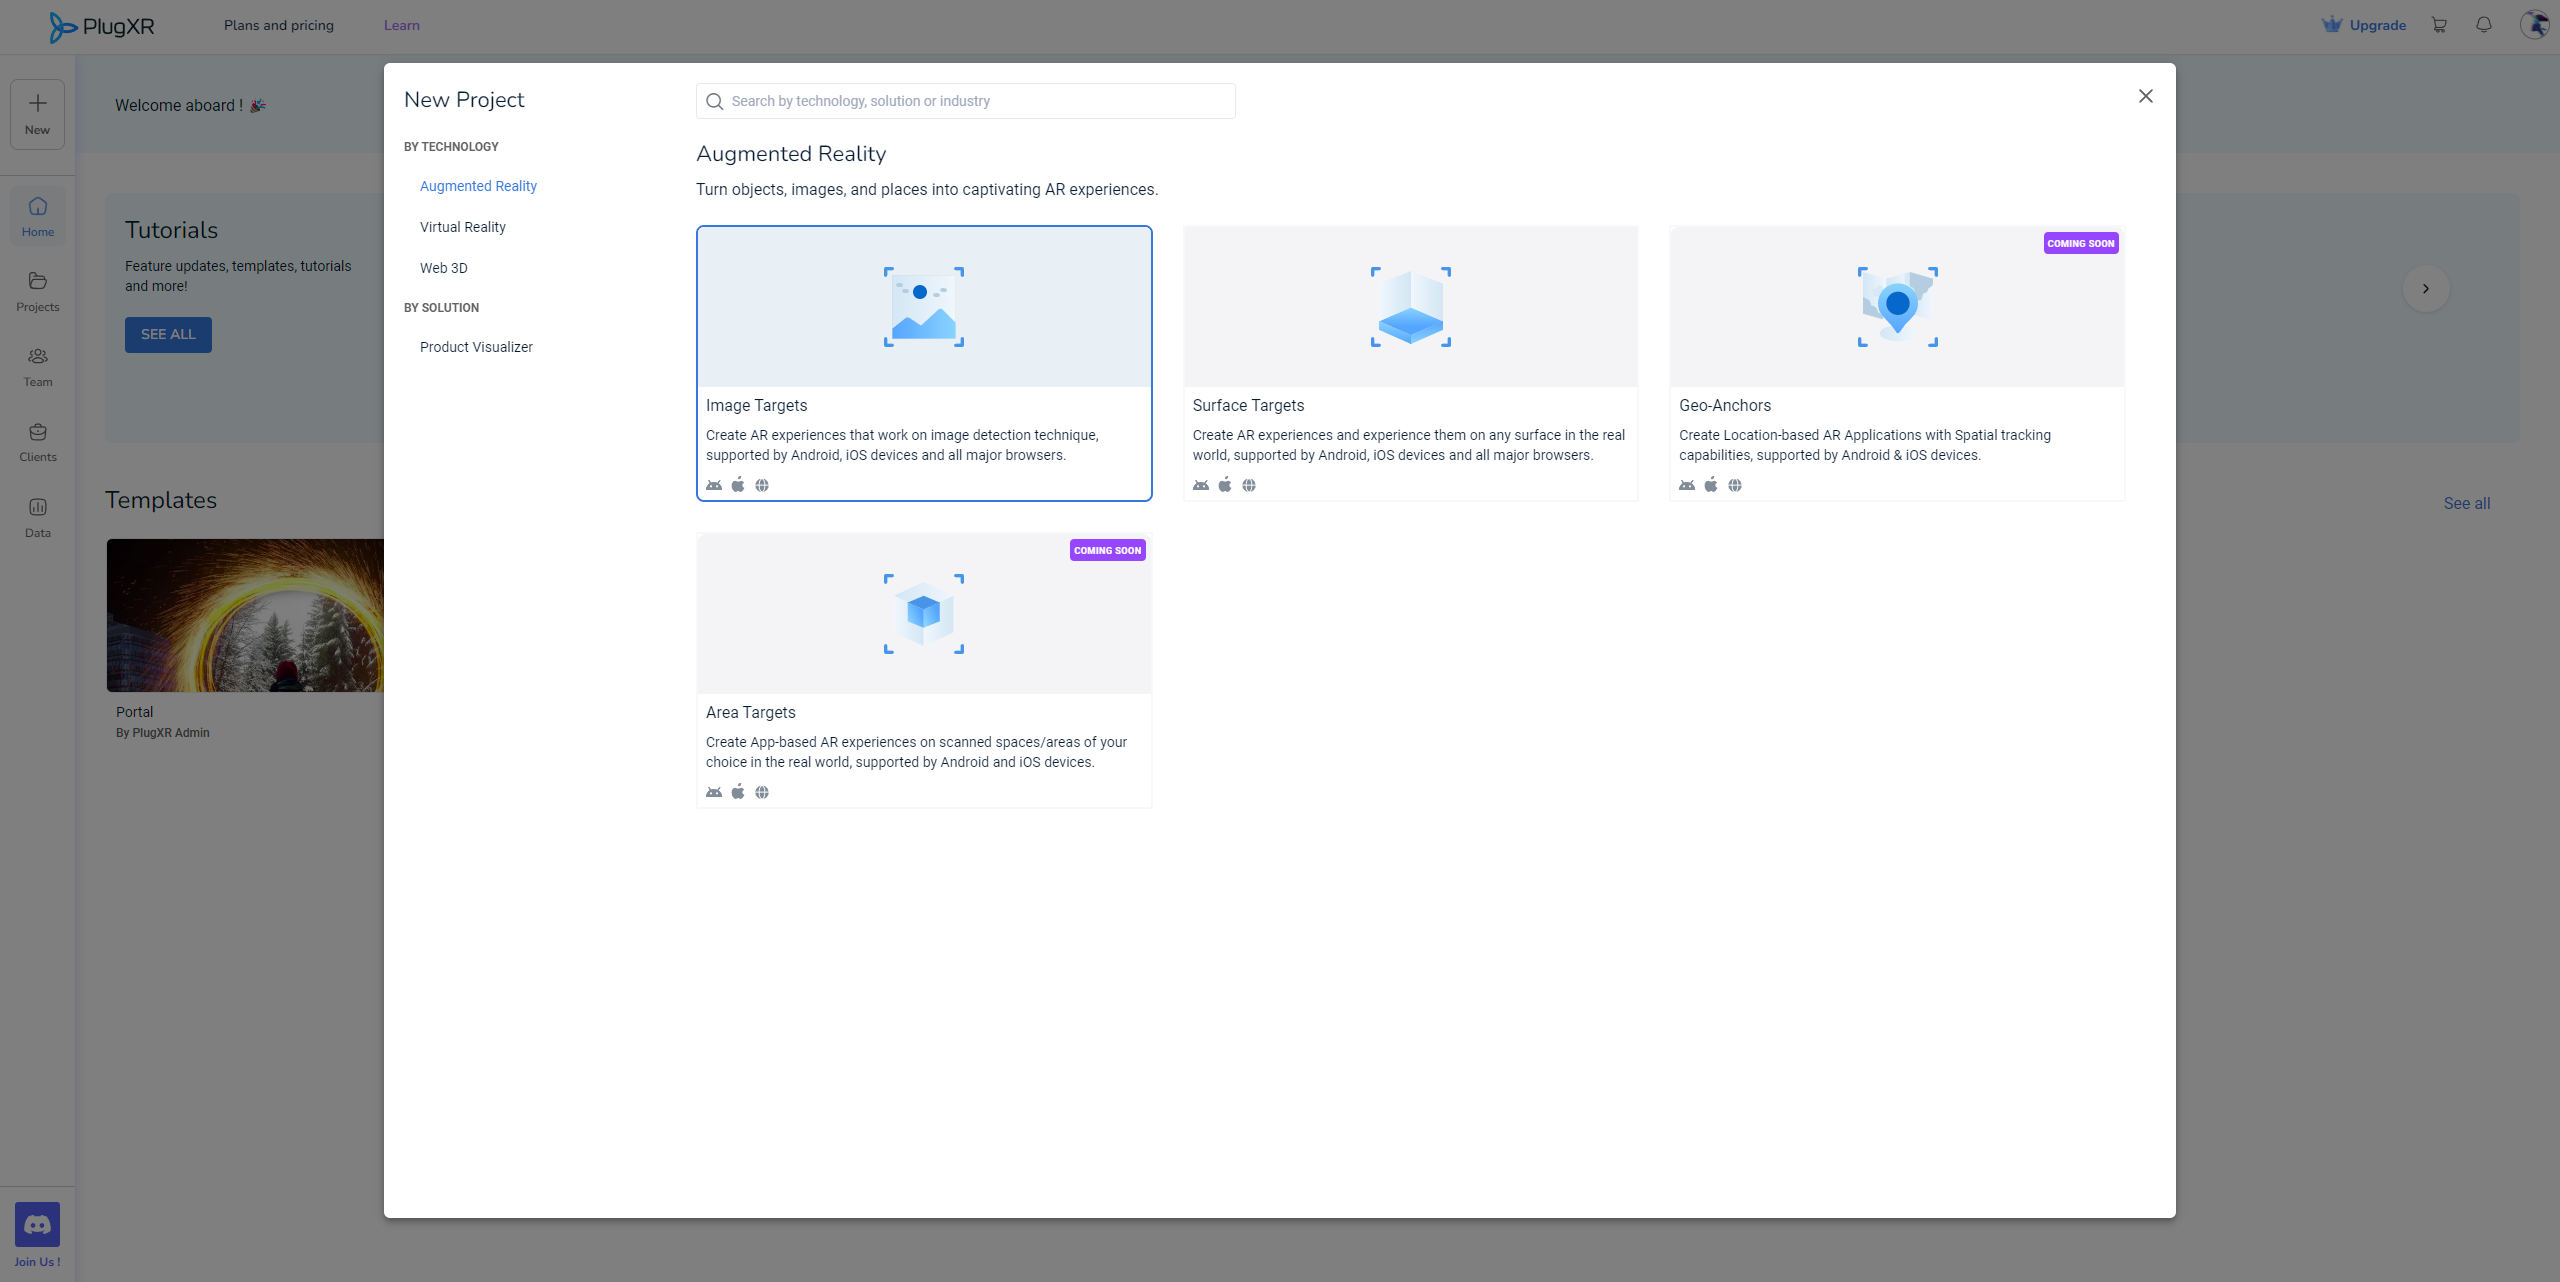 PlugXR
Plans and pricing
Learn
Upgrade
New
Home
Projects
Team
Clients
Data
Join Us !
Welcome aboard !
Tutorials
Feature updates, templates, tutorials
and more!
SEE ALL
Templates
See all
Portal
By PlugXR Admin
New Project
BY TECHNOLOGY
Augmented Reality
Virtual Reality
Web 3D
BY SOLUTION
Product Visualizer
Search by technology, solution or industry
Augmented Reality
Turn objects, images, and places into captivating AR experiences.
Image Targets
Create AR experiences that work on image detection technique,
supported by Android, iOS devices and all major browsers.
Surface Targets
Create AR experiences and experience them on any surface in the real
world, supported by Android, iOS devices and all major browsers.
COMING SOON
Geo-Anchors
Create Location-based AR Applications with Spatial tracking
capabilities, supported by Android & iOS devices.
COMING SOON
Area Targets
Create App-based AR experiences on scanned spaces/areas of your
choice in the real world, supported by Android and iOS devices.